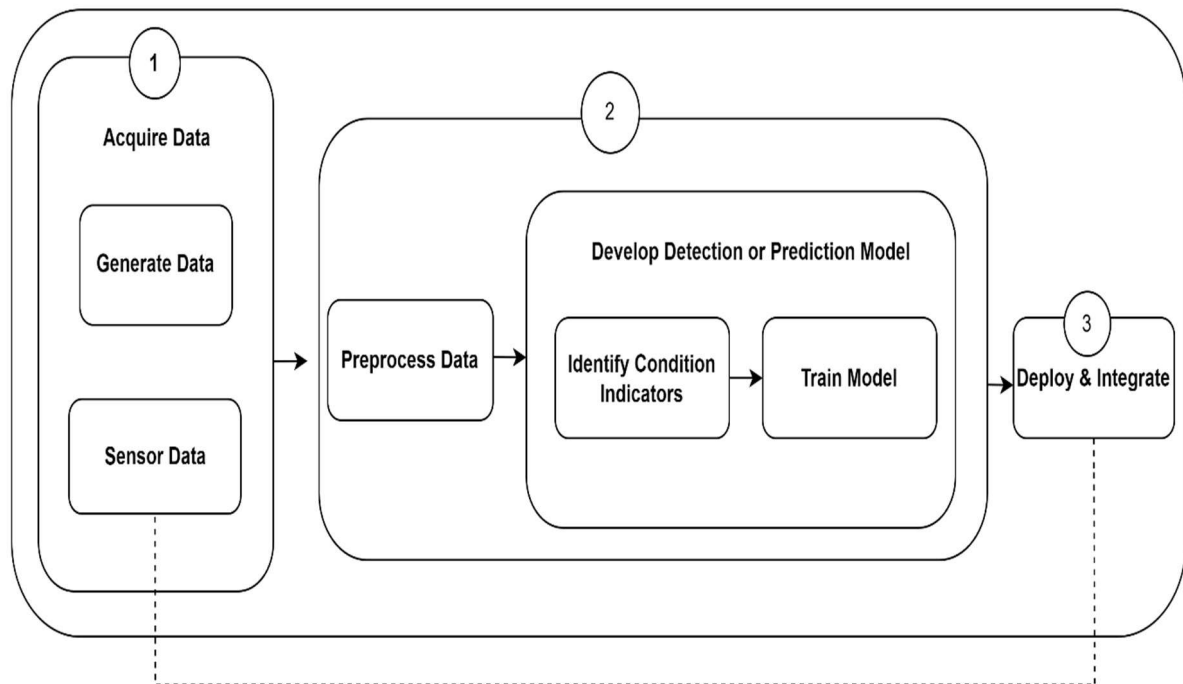 1
Acquire Data
Generate Data
Sensor Data
2
Preprocess Data
Develop Detection or Prediction Model
Identify Condition
Indicators
Train Model
3
Deploy & Integrate